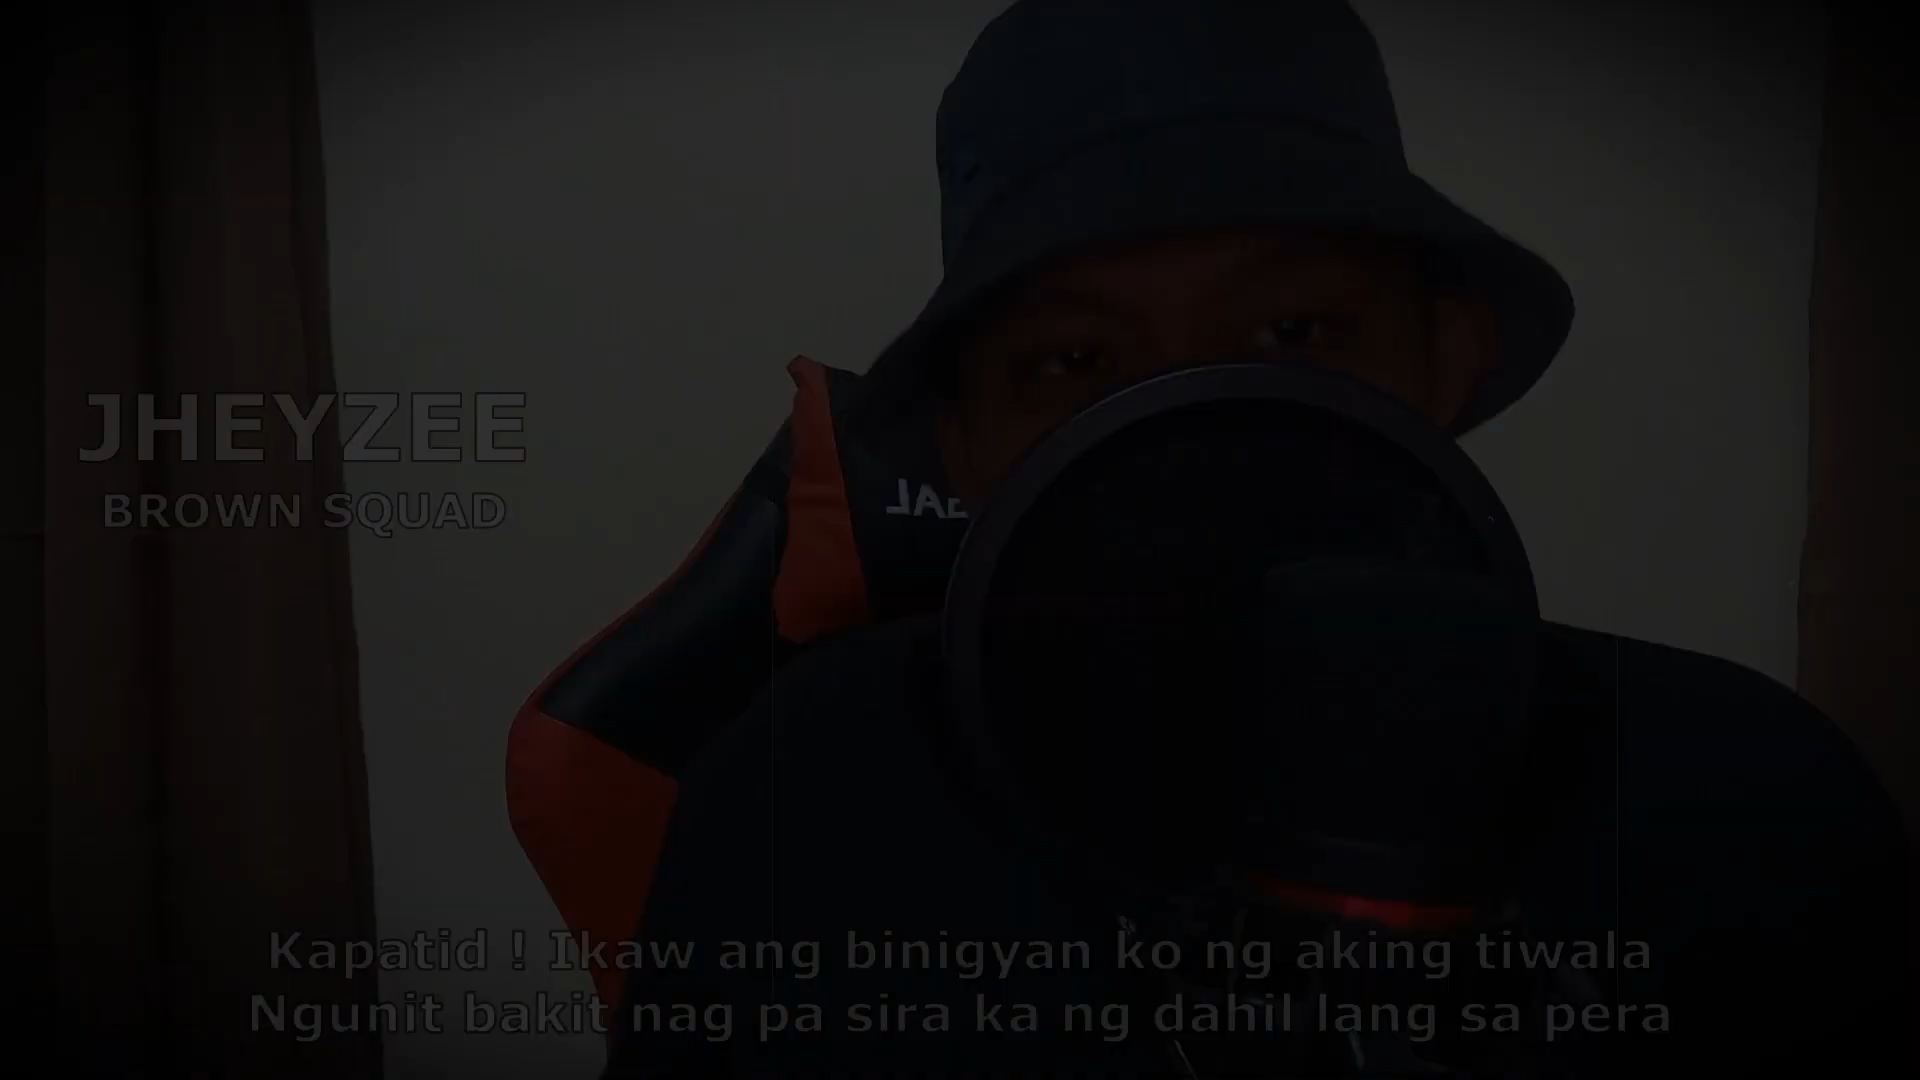 JHEYZEE
BROWN SQUAD
Kapatid ! Ikaw ang binigyan ko ng aking tiwala
Ngunit bakit nag pa sira ka ng dahil lang sa pera